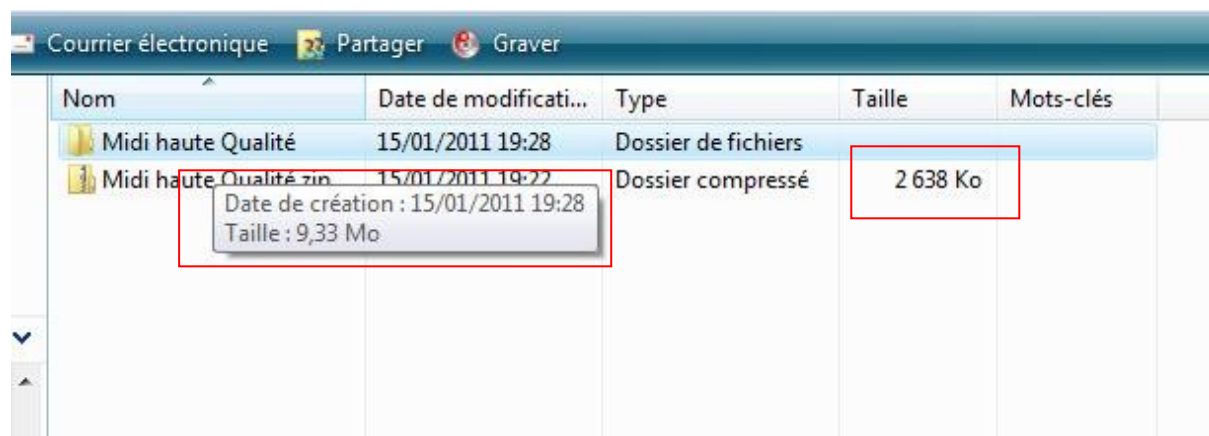 Courrier électronique Partager Graver
Nom Date de modificati... Type Taille Mots-clés
Midi haute Qualité 15/01/2011 19:28 Dossier de fichiers
Midi haute Qualité zip 15/01/2011 19:22 Dossier compressé 2 638 Ko
Date de création : 15/01/2011 19:28
Taille : 9,33 Mo